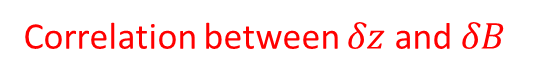 Correlation between 𝛿𝑧 and 𝛿𝐵